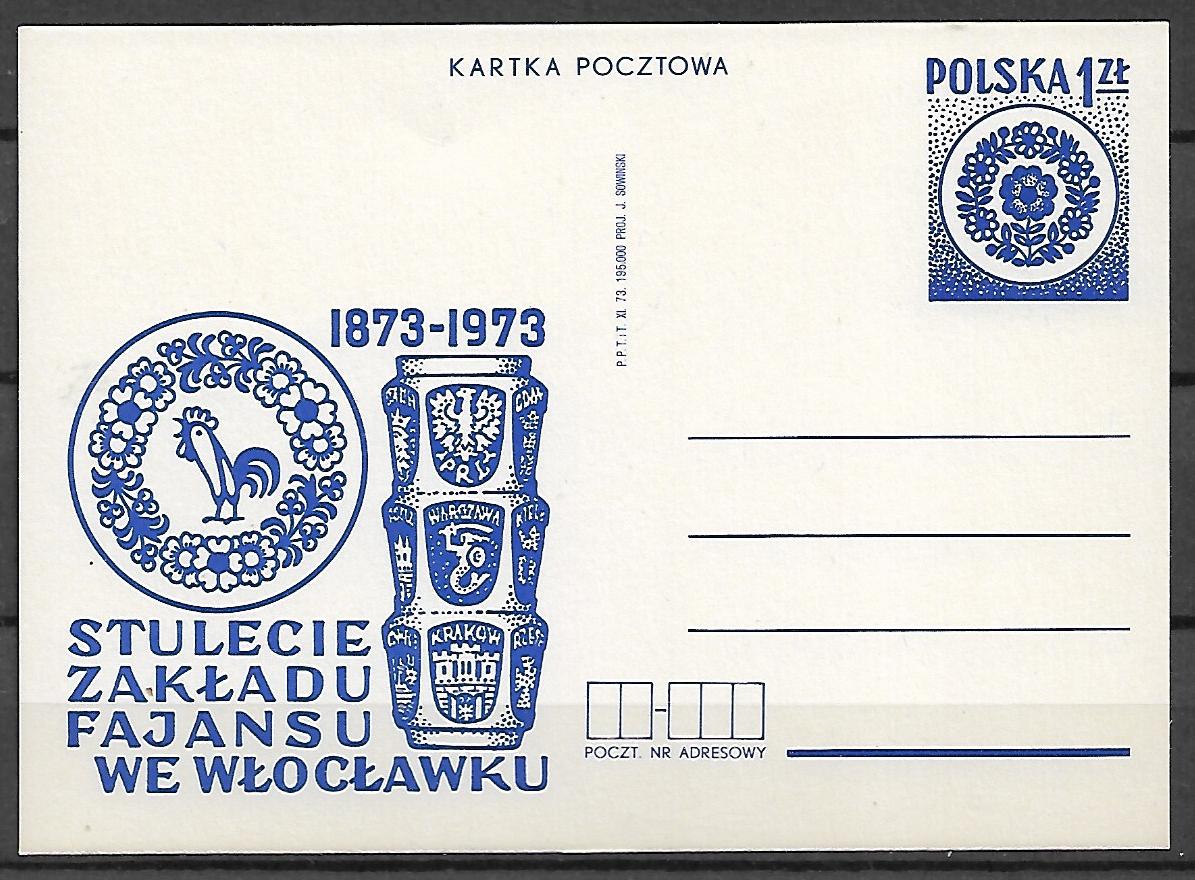 KARTKA POCZTOWA
POLSKA 1 ZŁ
P.P.T.iT. XI. 73. 195.000 PROJ. J. SOWIŃSKI
1873-1973
PRL
WARSZAWA
KRAKÓW
STULECIE
ZAKŁADU
FAJANSU
WE WŁOCŁAWKU
POCZT. NR ADRESOWY